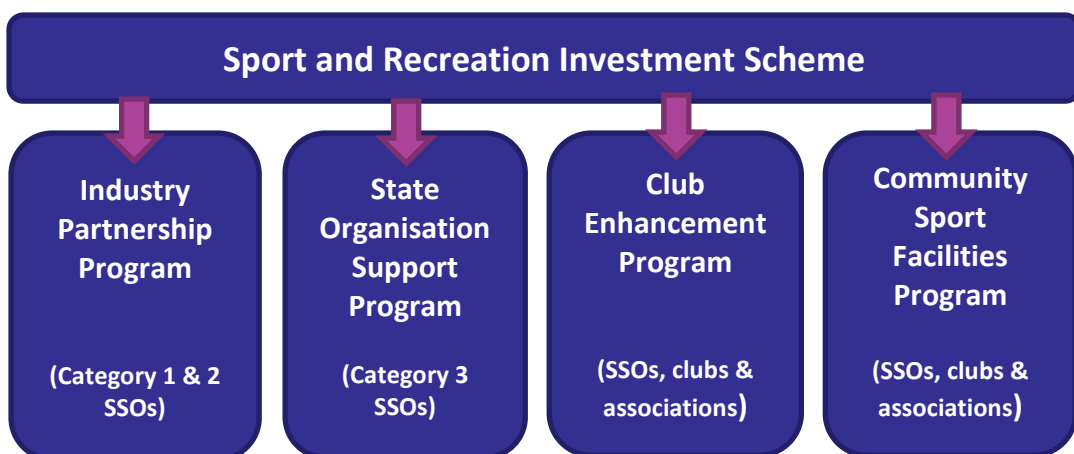 Sport and Recreation Investment Scheme
Industry
Partnership
Program
(Category 1 & 2
SSOs)
State
Organisation
Support
Program
(Category 3
SSOs)
Club
Enhancement
Program
(SSOs, clubs &
associations)
Community
Sport
Facilities
Program
(SSOs, clubs &
associations)